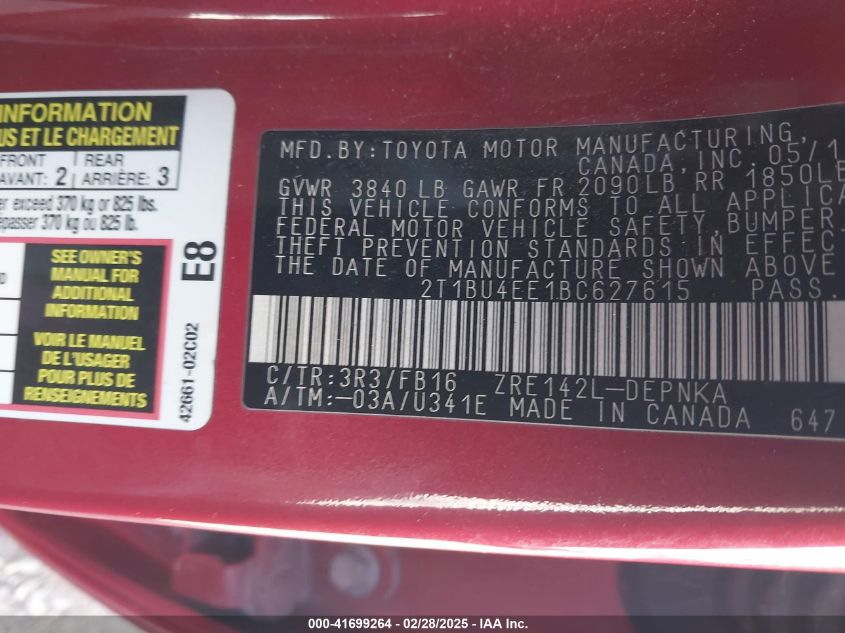 INFORMATION
US ET LE CHARGEMENT
FRONT REAR
AVANT: 2 ARRIÈRE: 3
exceed 370 kg or 825 lbs.
370 kg ou 825 lb.
SEE OWNER'S
MANUAL FOR
ADDITIONAL
INFORMATION
VOIR LE MANUEL
DE L'USAGER
POUR PLUS DE
RENSEIGNEMENTS
E8
42661-02C02
MFD.BY:TOYOTA MOTOR MANUFACTURING,
CANADA,INC.05/1
GVWR 3840 LB GAWR FR 2090LB RR 1850LB
THIS VEHICLE CONFORMS TO ALL APPLICA
FEDERAL MOTOR VEHICLE SAFETY,BUMPER,
THEFT PREVENTION STANDARDS IN EFFEC
THE DATE OF MANUFACTURE SHOWN ABOVE
2T1BU4EE1BC627615 PASS.
C/TR:3R3/FB16 ZRE142L-DEPNKA
A/TM:-03A/U341E MADE IN CANADA 647
000-41699264 - 02/28/2025 - IAA Inc.